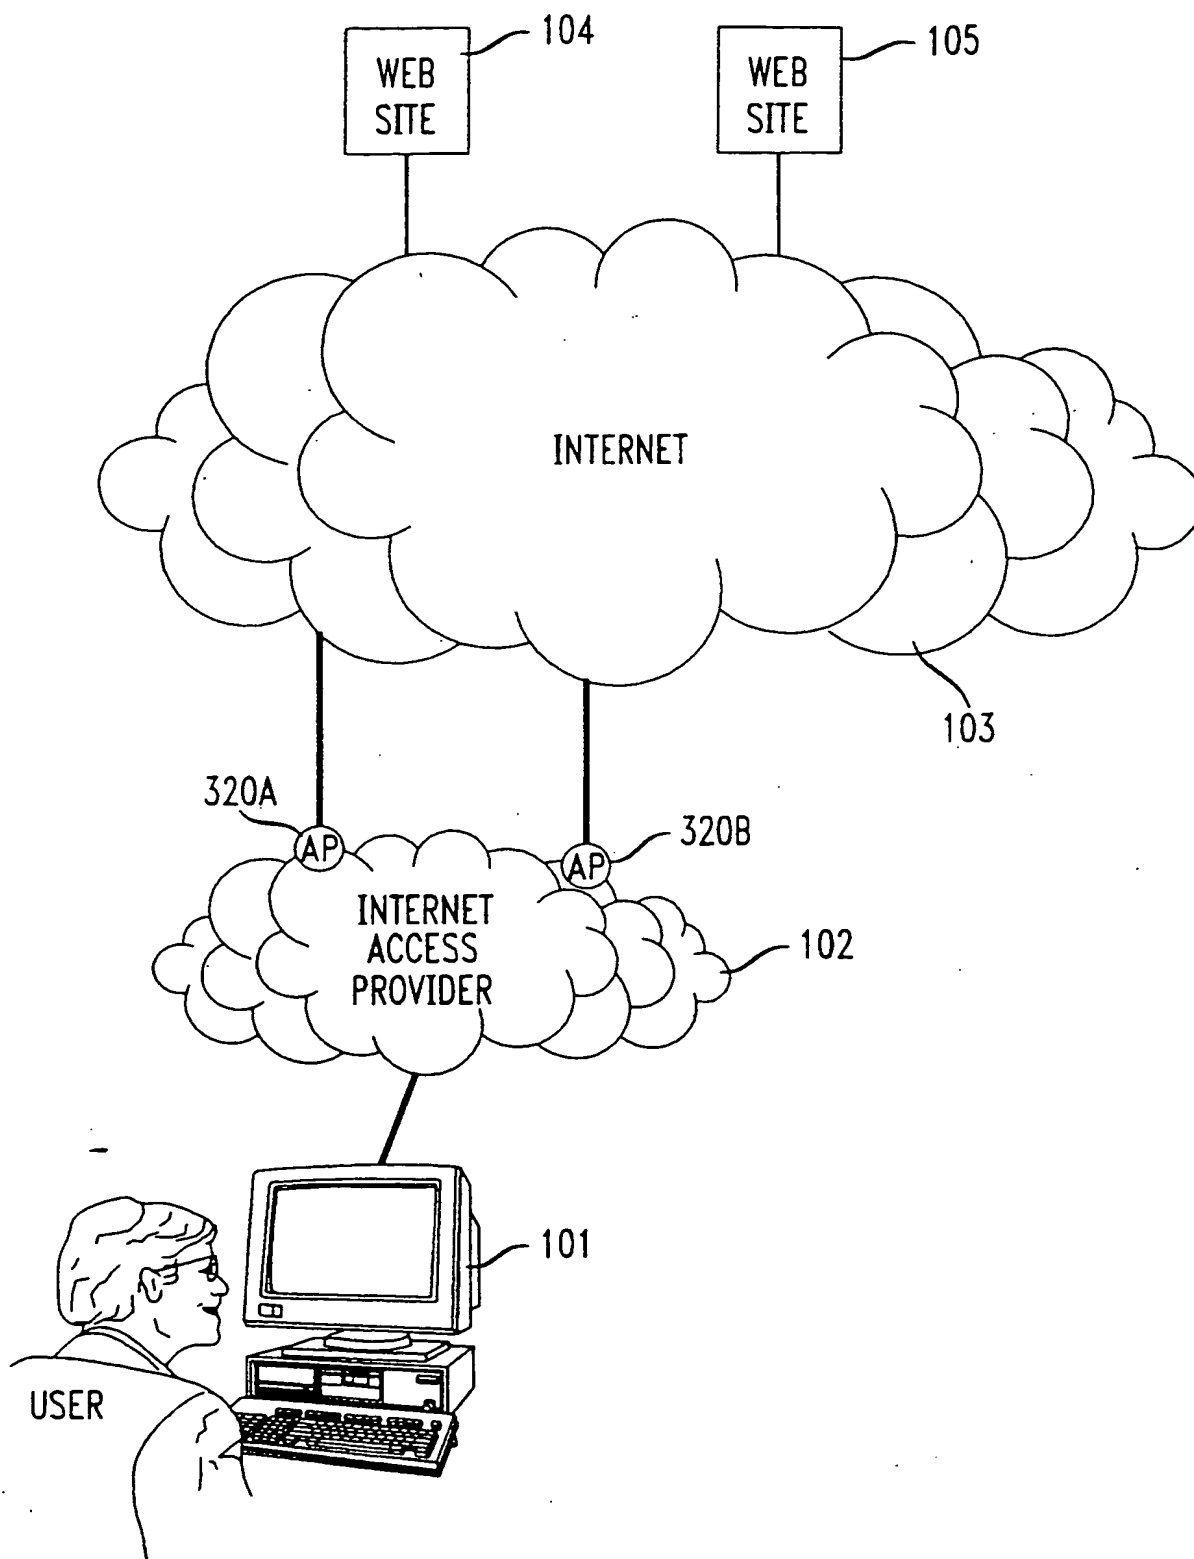 104
WEB
SITE
105
WEB
SITE
INTERNET
103
320A
AP
320B
AP
INTERNET
ACCESS
PROVIDER
102
101
USER